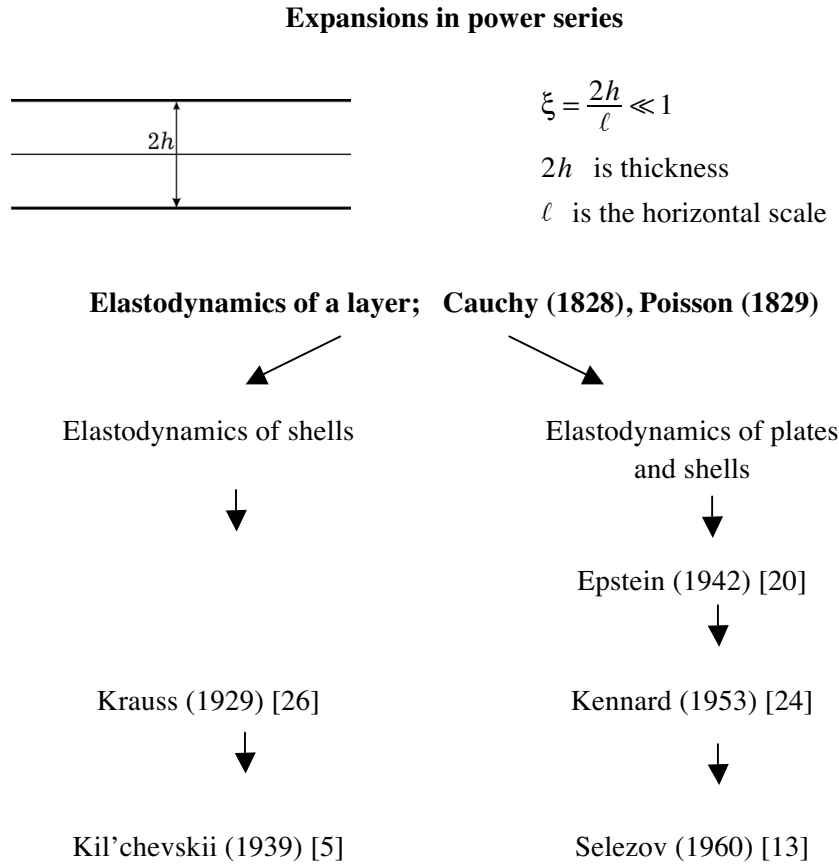 Expansions in power series
2h
ξ = 2h/ℓ ≪ 1
2h is thickness
ℓ is the horizontal scale
Elastodynamics of a layer; Cauchy (1828), Poisson (1829)
Elastodynamics of shells
Elastodynamics of plates
and shells
Epstein (1942) [20]
Krauss (1929) [26]
Kennard (1953) [24]
Kil'chevskii (1939) [5]
Selezov (1960) [13]